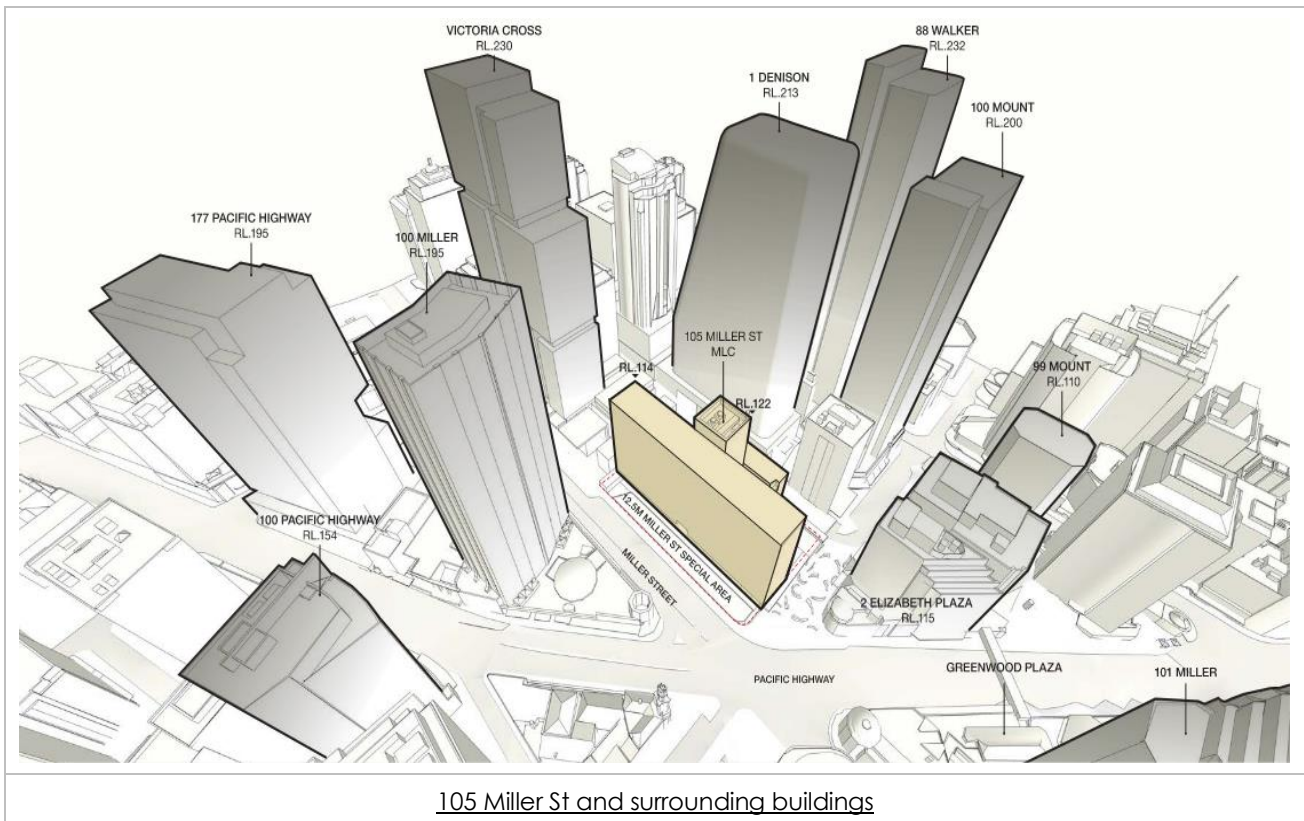 VICTORIA CROSS
RL.230
88 WALKER
RL.232
1 DENISON
RL.213
100 MOUNT
RL.200
177 PACIFIC HIGHWAY
RL.195
100 MILLER
RL.195
105 MILLER ST
MLC
RL.114
RL.122
99 MOUNT
RL.110
12.5M MILLER ST SPECIAL AREA
100 PACIFIC HIGHWAY
RL.154
MILLER STREET
2 ELIZABETH PLAZA
RL.115
GREENWOOD PLAZA
101 MILLER
PACIFIC HIGHWAY
105 Miller St and surrounding buildings